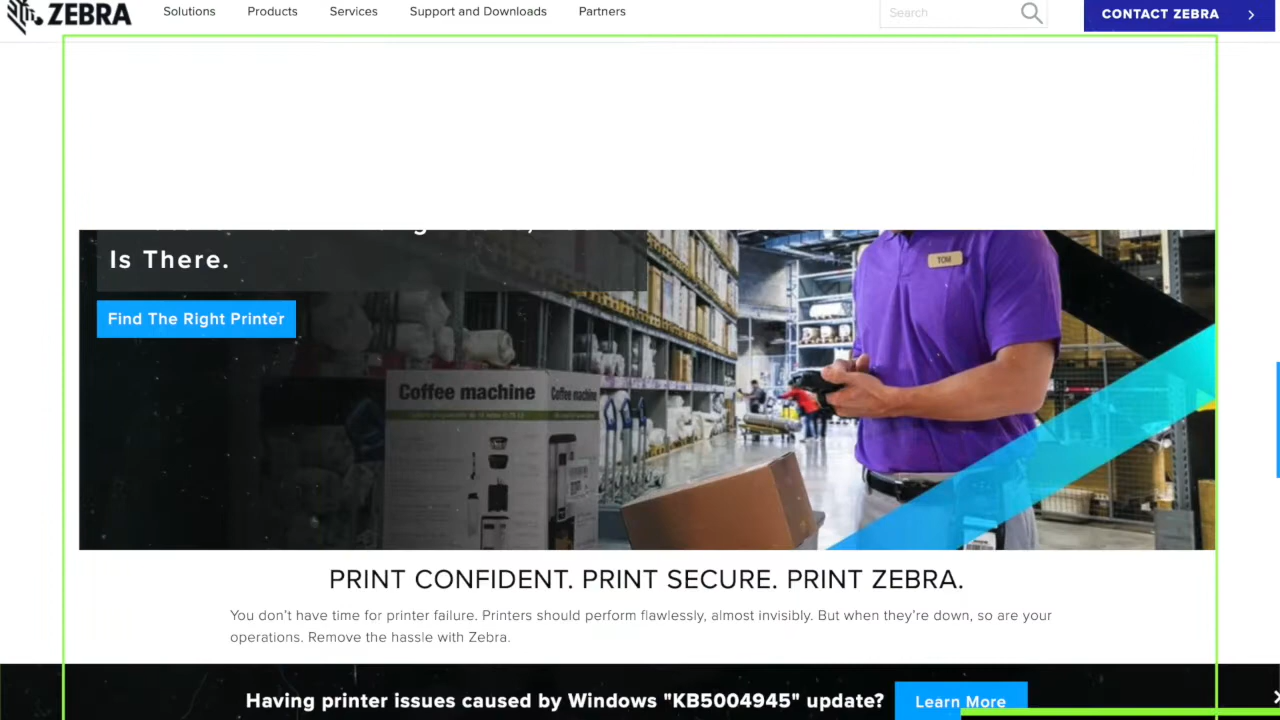 ZEBRA
Solutions
Products
Services
Support and Downloads
Partners
Search
CONTACT ZEBRA
Is There.
Find The Right Printer
TOM
Coffee machine
Coffee machine
PRINT CONFIDENT. PRINT SECURE. PRINT ZEBRA.
You don't have time for printer failure. Printers should perform flawlessly, almost invisibly. But when they're down, so are your
operations. Remove the hassle with Zebra.
Having printer issues caused by Windows "KB5004945" update?
Learn More